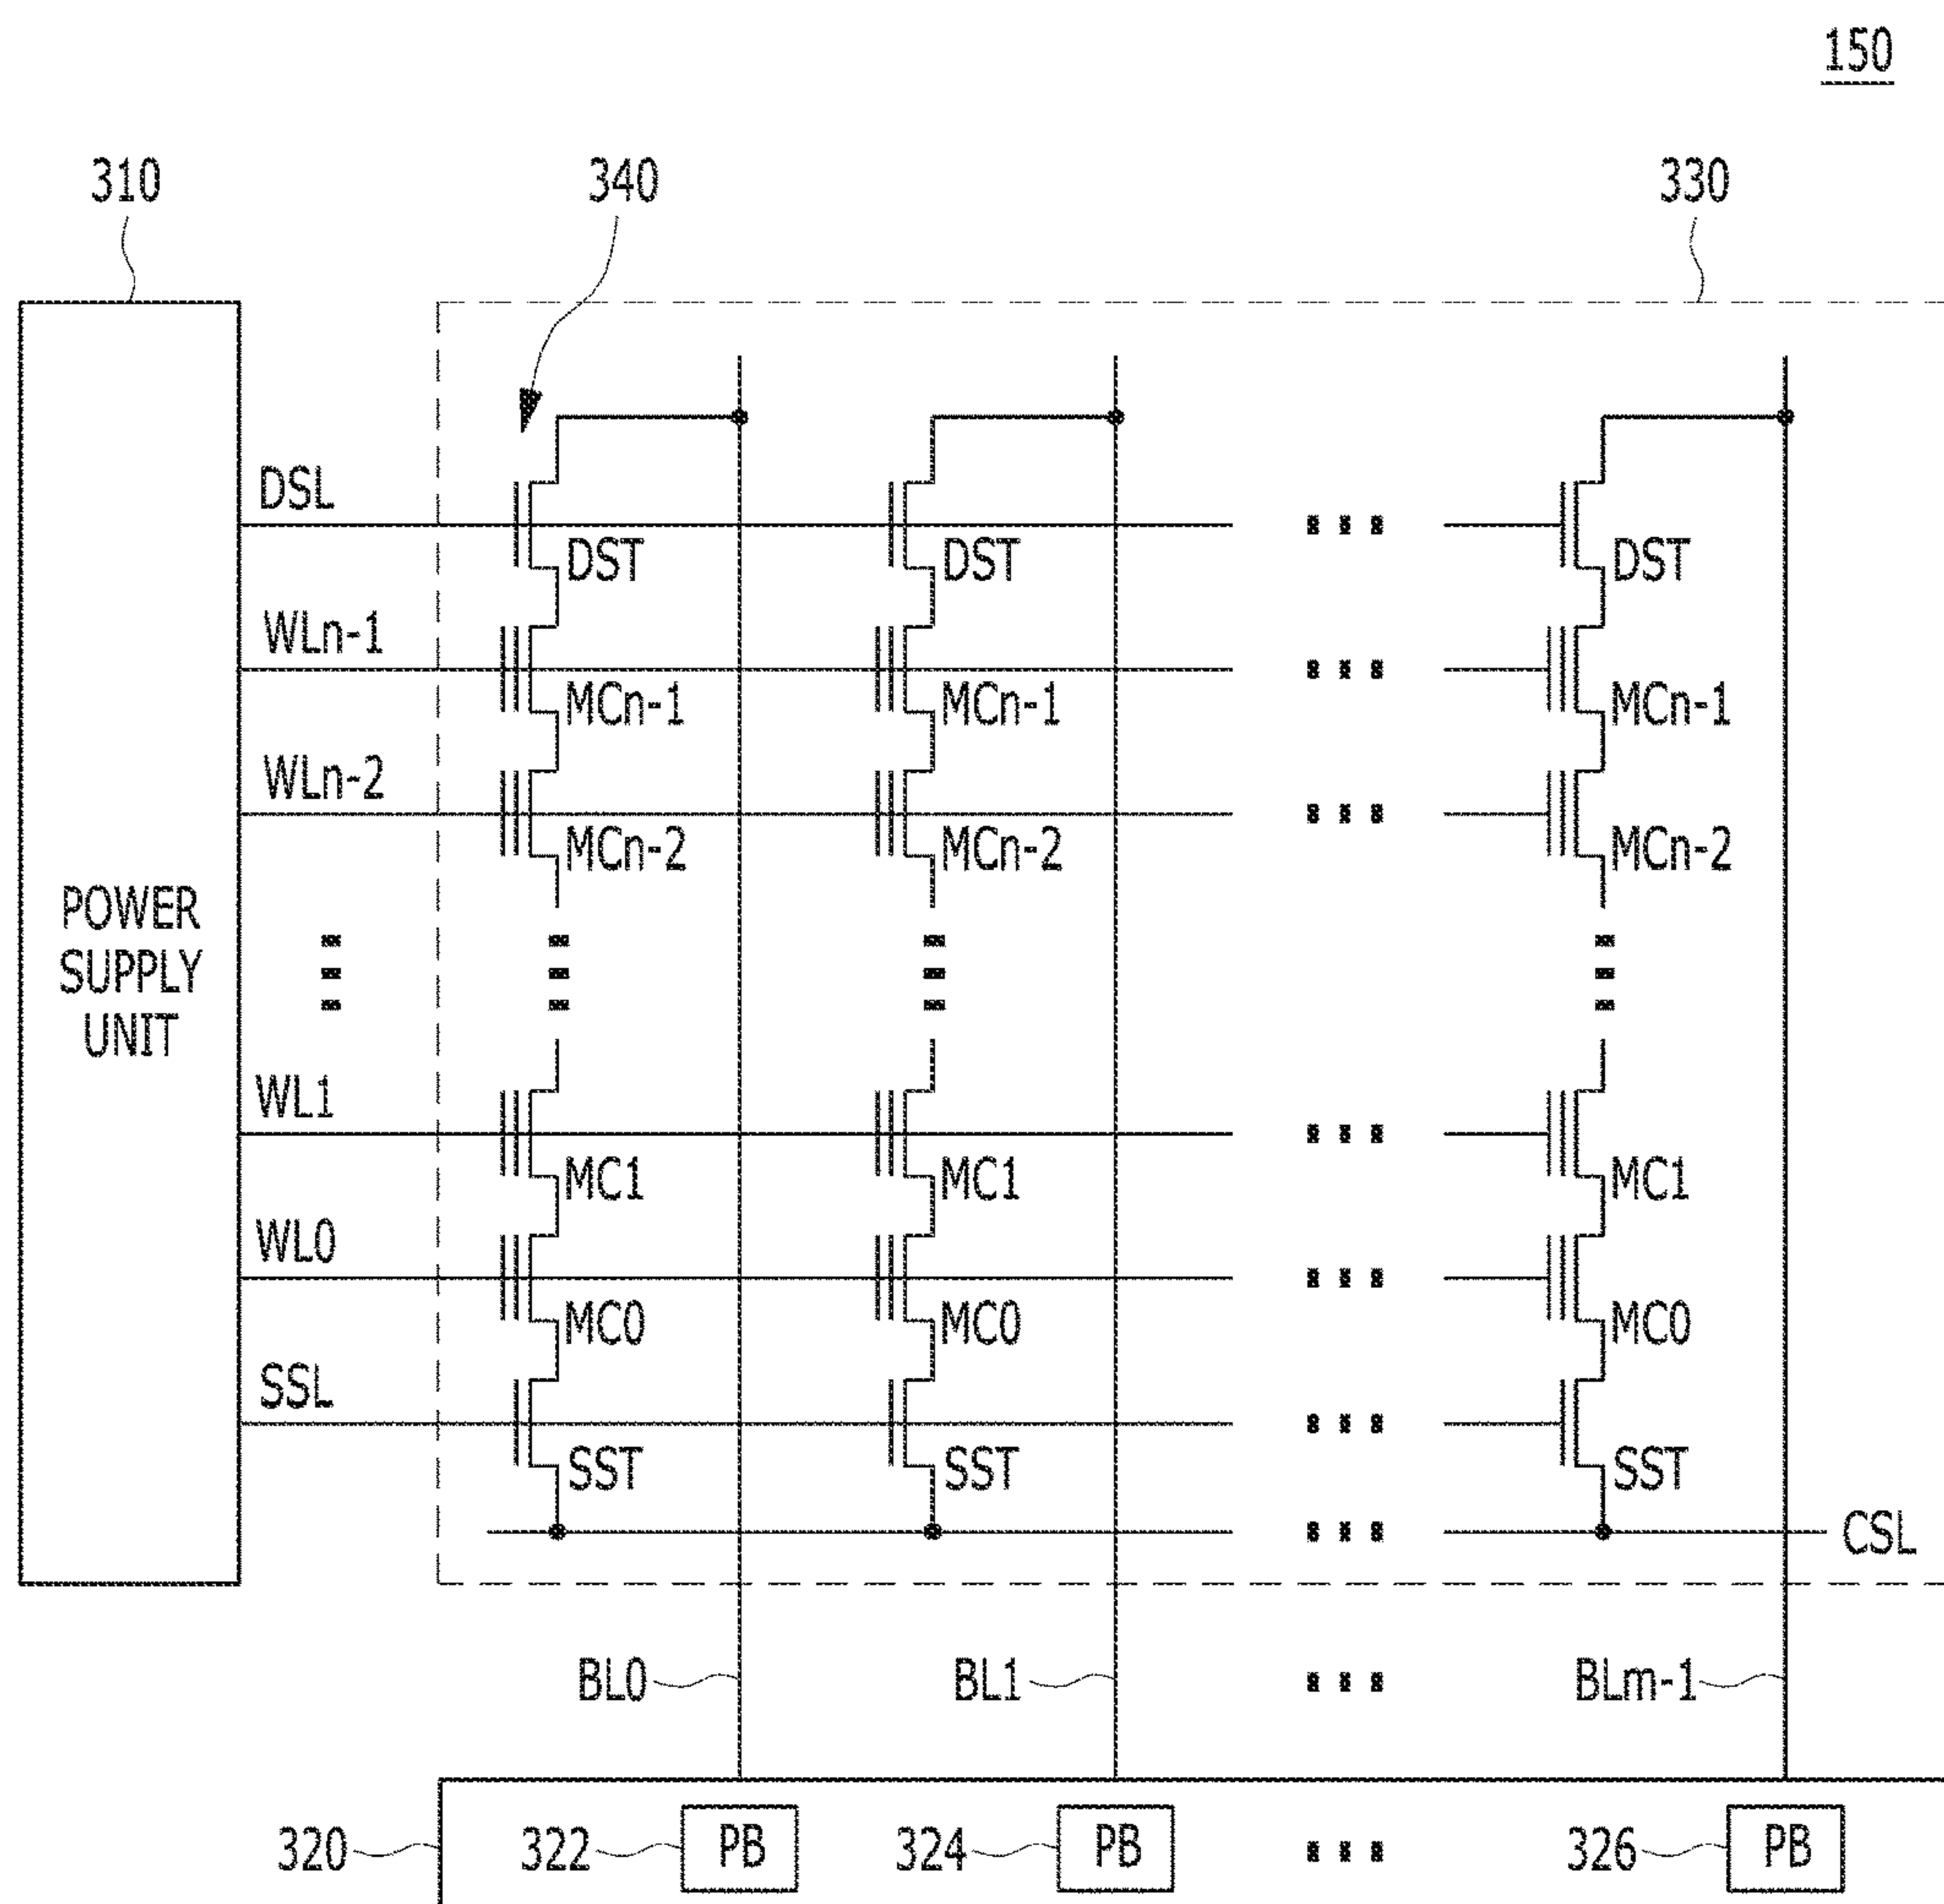 150
310
340
330
DSL
DST DST DST
WLn-1
MCn-1 MCn-1 MCn-1
WLn-2
MCn-2 MCn-2 MCn-2
POWER
SUPPLY
UNIT
WL1
MC1 MC1 MC1
WL0
MC0 MC0 MC0
SSL
SST SST SST
CSL
BL0 BL1 BLm-1
320 322 PB 324 PB 326 PB